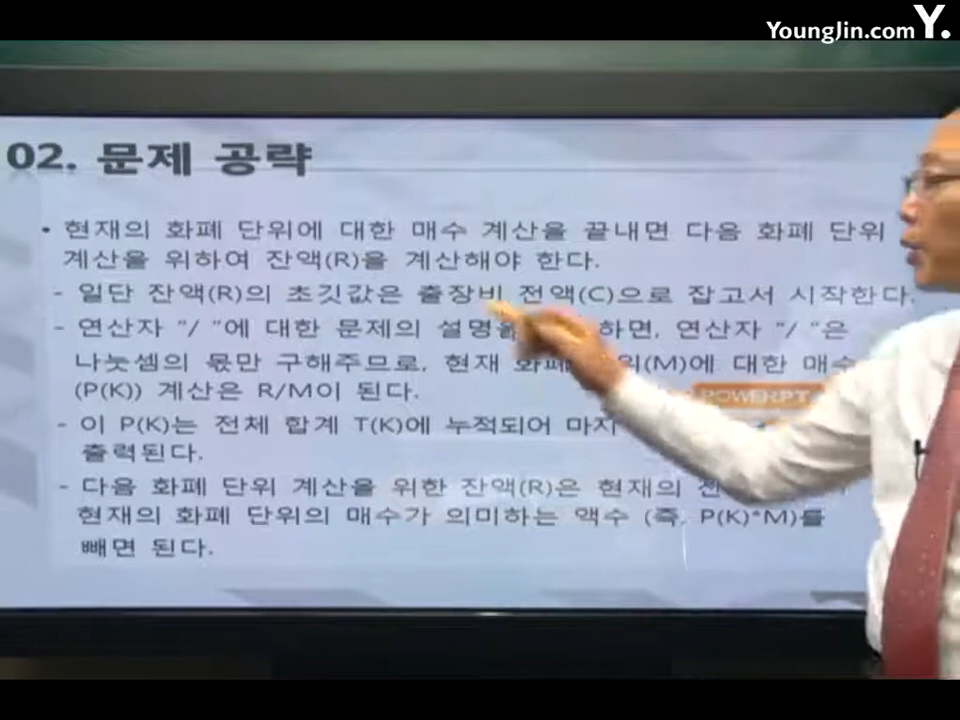 YoungJin.com Y.
02. 문제 공략
• 현재의 화폐 단위에 대한 매수 계산을 끝내면 다음 화폐 단위
계산을 위하여 잔액(R)을 계산해야 한다.
- 일단 잔액(R)의 초깃값은 출장비 전액(C)으로 잡고서 시작한다.
- 연산자 "/ "에 대한 문제의 설명을 하면, 연산자 "/ "은
나눗셈의 몫만 구해주므로, 현재 화폐 위(M)에 대한 매수
(P(K)) 계산은 R/M이 된다.
POWERPT
- 이 P(K)는 전체 합계 T(K)에 누적되어 마지
출력된다.
- 다음 화폐 단위 계산을 위한 잔액(R)은 현재의
현재의 화폐 단위의 매수가 의미하는 액수 (즉, P(K)*M)를
빼면 된다.